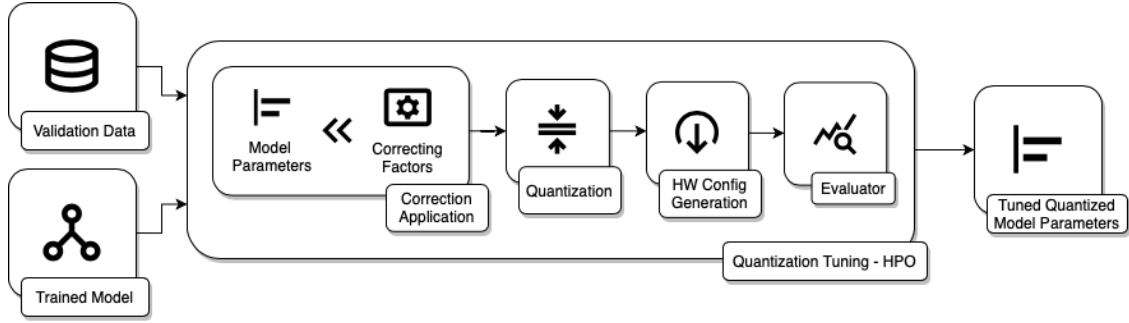 Validation Data
Trained Model
Model
Parameters
Correcting
Factors
Correction
Application
Quantization
HW Config
Generation
Evaluator
Quantization Tuning - HPO
Tuned Quantized
Model Parameters